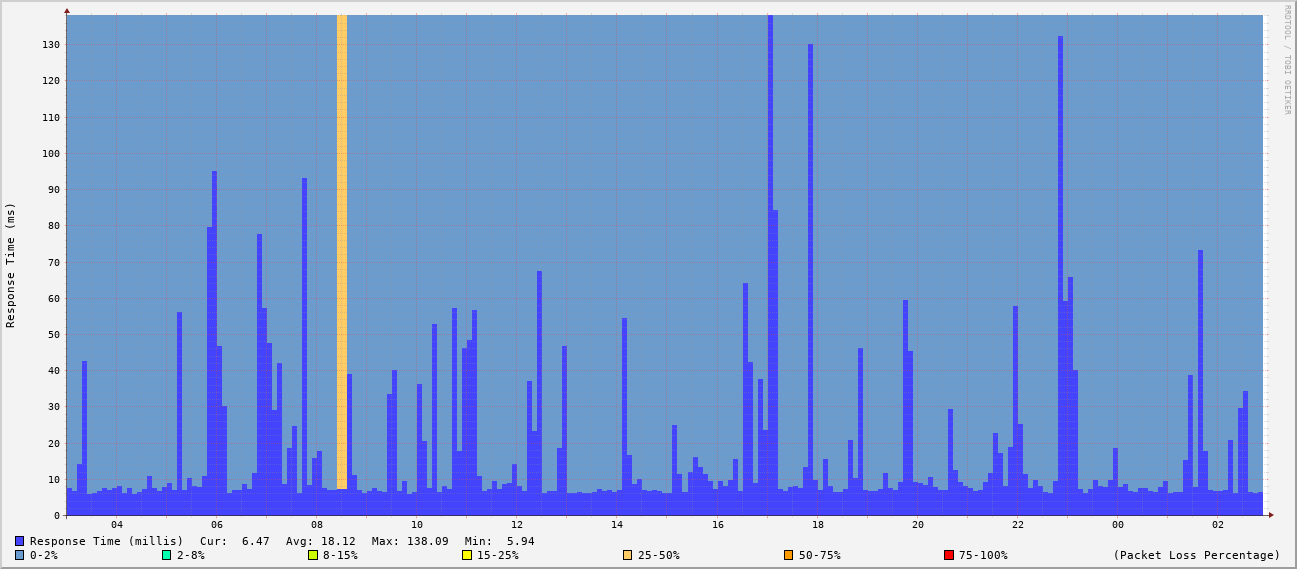 RRDTOOL / TOBI OETIKER
Response Time (ms)
130
120
110
100
90
80
70
60
50
40
30
20
10
0
04 06 08 10 12 14 16 18 20 22 00 02
Response Time (millis) Cur: 6.47 Avg: 18.12 Max: 138.09 Min: 5.94
0-2% 2-8% 8-15% 15-25% 25-50% 50-75% 75-100% (Packet Loss Percentage)